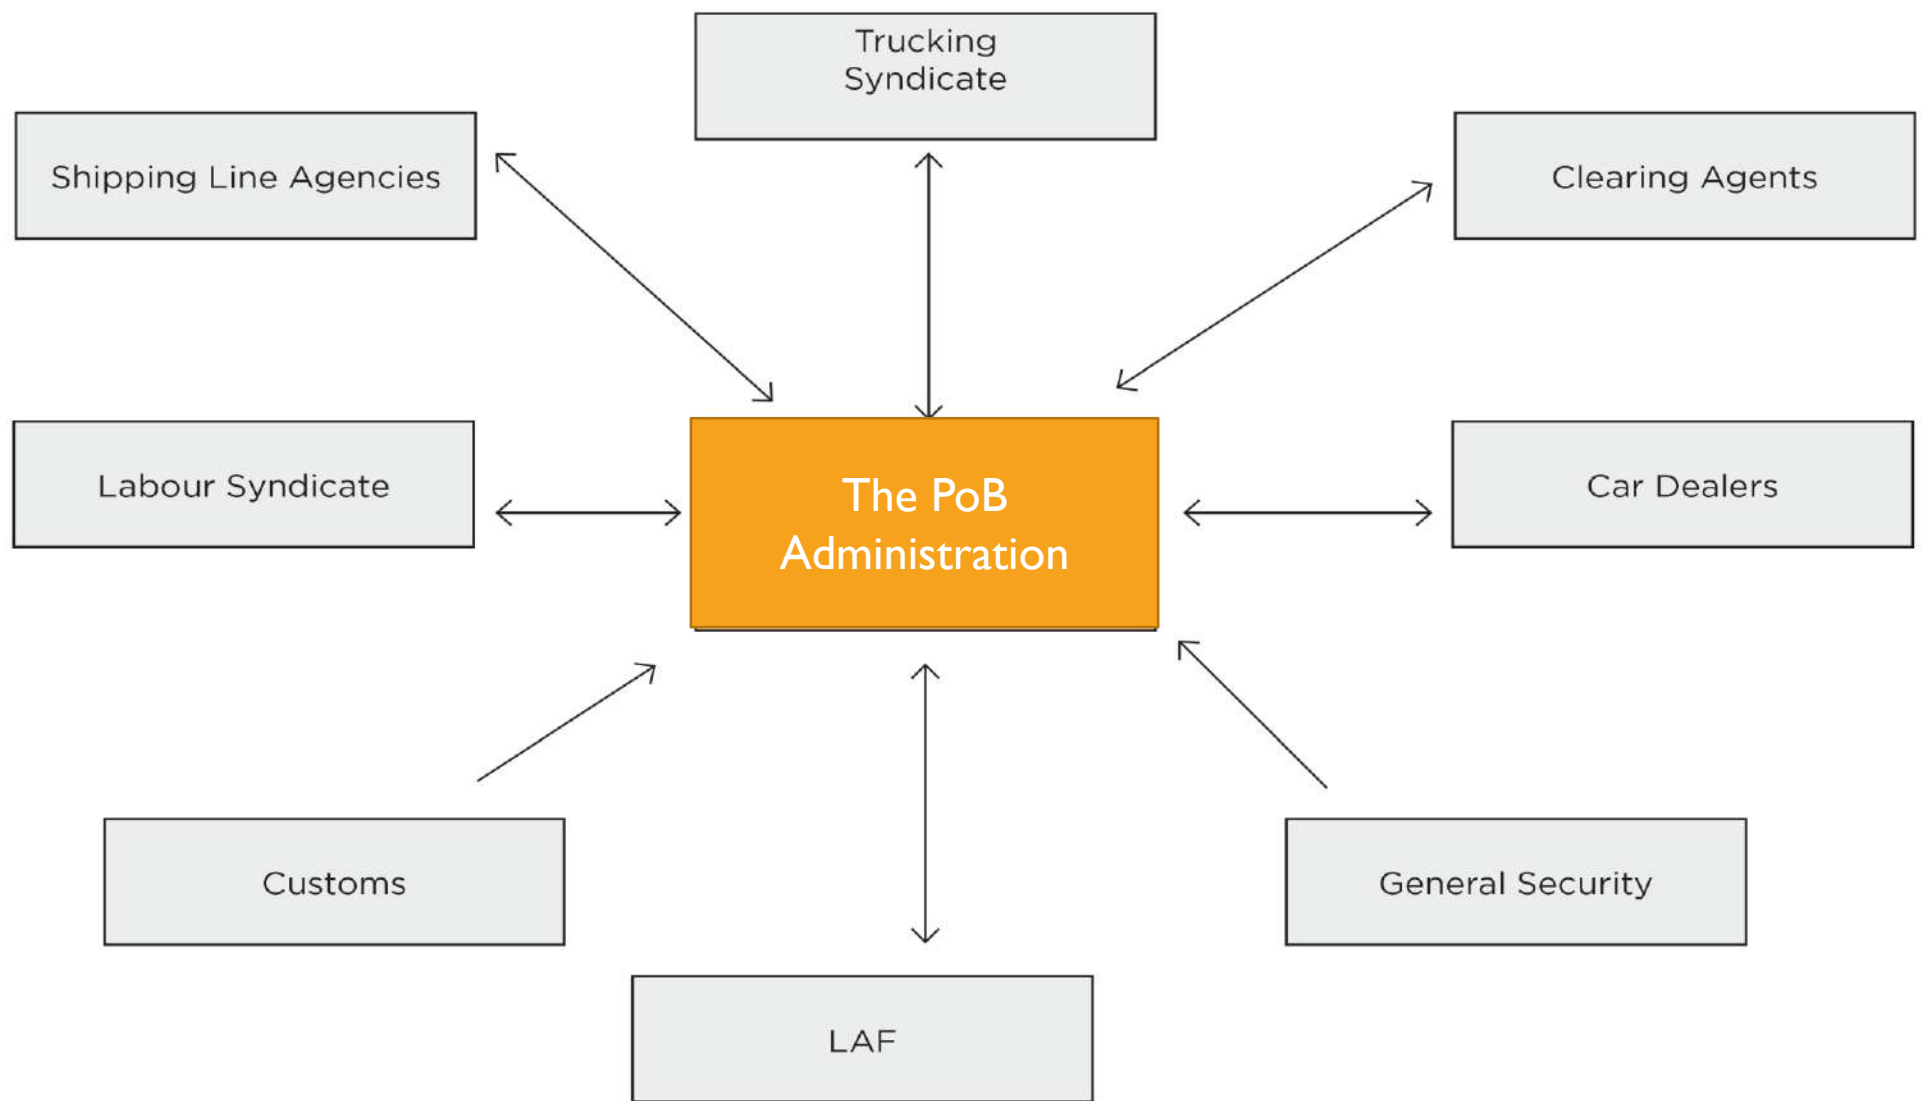 Trucking
Syndicate
Shipping Line Agencies
Clearing Agents
Labour Syndicate
The PoB
Administration
Car Dealers
Customs
General Security
LAF